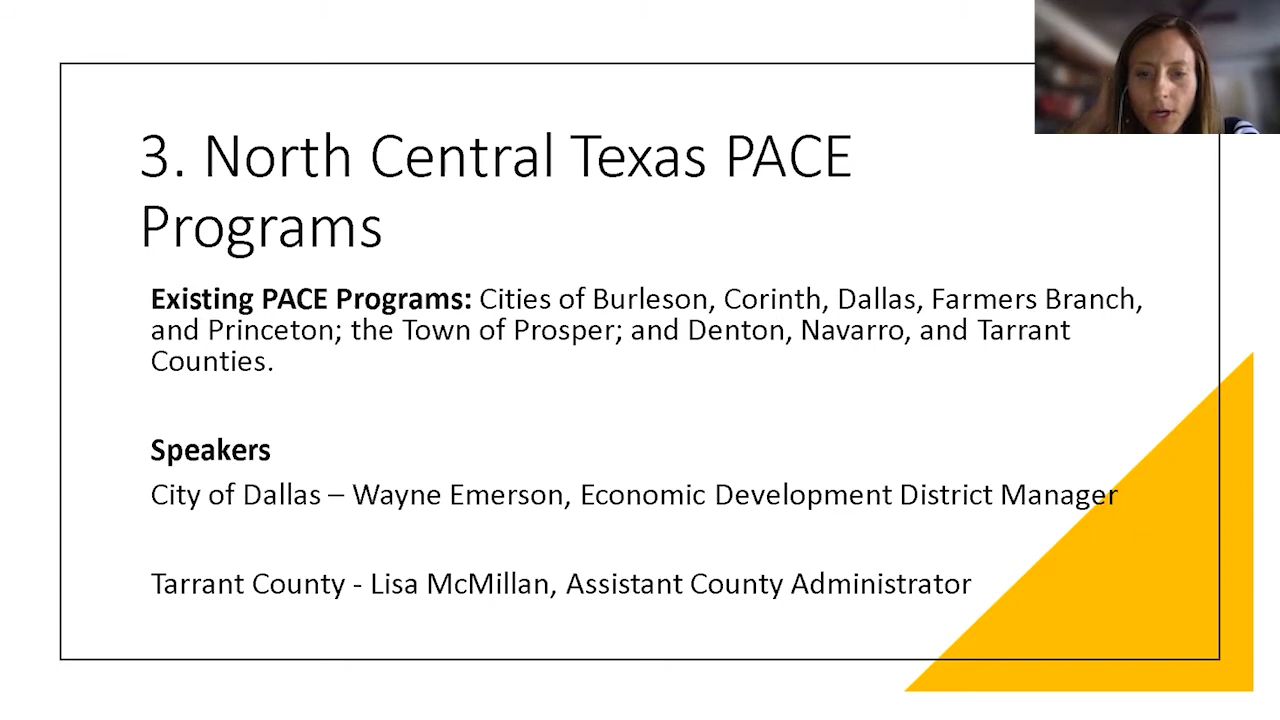 3. North Central Texas PACE
Programs
Existing PACE Programs: Cities of Burleson, Corinth, Dallas, Farmers Branch,
and Princeton; the Town of Prosper; and Denton, Navarro, and Tarrant
Counties.
Speakers
City of Dallas – Wayne Emerson, Economic Development District Manager
Tarrant County - Lisa McMillan, Assistant County Administrator